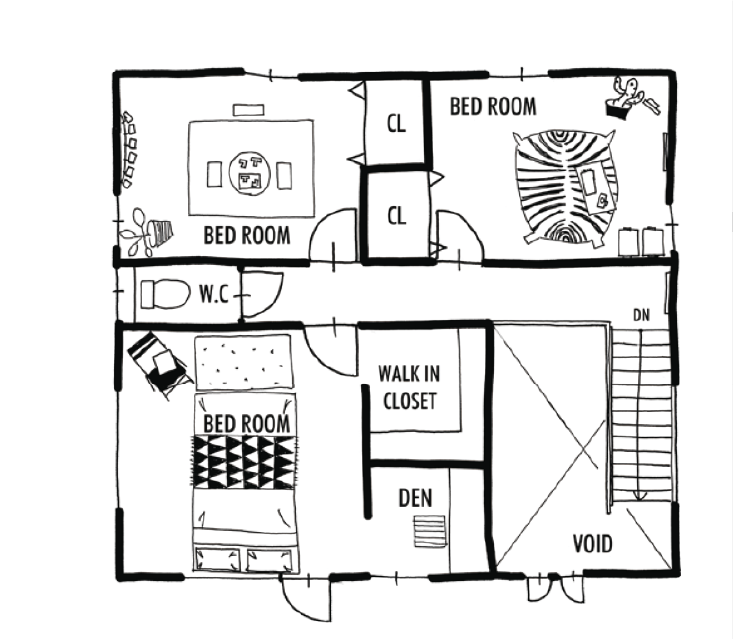 CL
BED ROOM
CL
BED ROOM
W.C
DN
WALK IN
CLOSET
BED ROOM
DEN
VOID